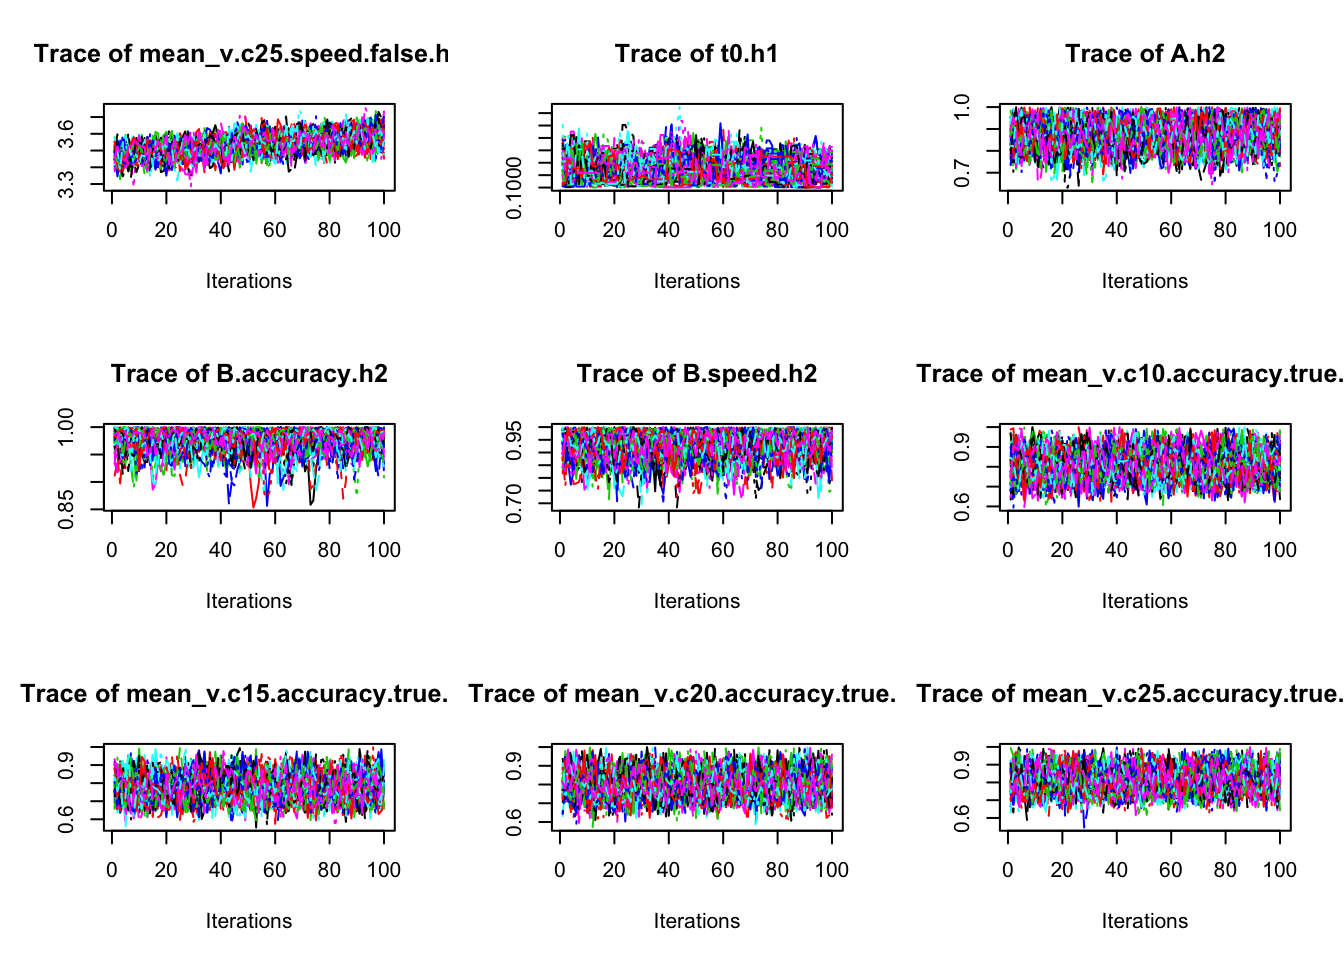 Trace of mean_v.c25.speed.false.h
Trace of t0.h1
Trace of A.h2
3.3 3.6
0.1000
0.7 1.0
0 20 40 60 80 100
0 20 40 60 80 100
0 20 40 60 80 100
Iterations
Iterations
Iterations
Trace of B.accuracy.h2
Trace of B.speed.h2
Trace of mean_v.c10.accuracy.true.
0.85 1.00
0.70 0.95
0.6 0.9
0 20 40 60 80 100
0 20 40 60 80 100
0 20 40 60 80 100
Iterations
Iterations
Iterations
Trace of mean_v.c15.accuracy.true.
Trace of mean_v.c20.accuracy.true.
Trace of mean_v.c25.accuracy.true.
0.6 0.9
0.6 0.9
0.6 0.9
0 20 40 60 80 100
0 20 40 60 80 100
0 20 40 60 80 100
Iterations
Iterations
Iterations